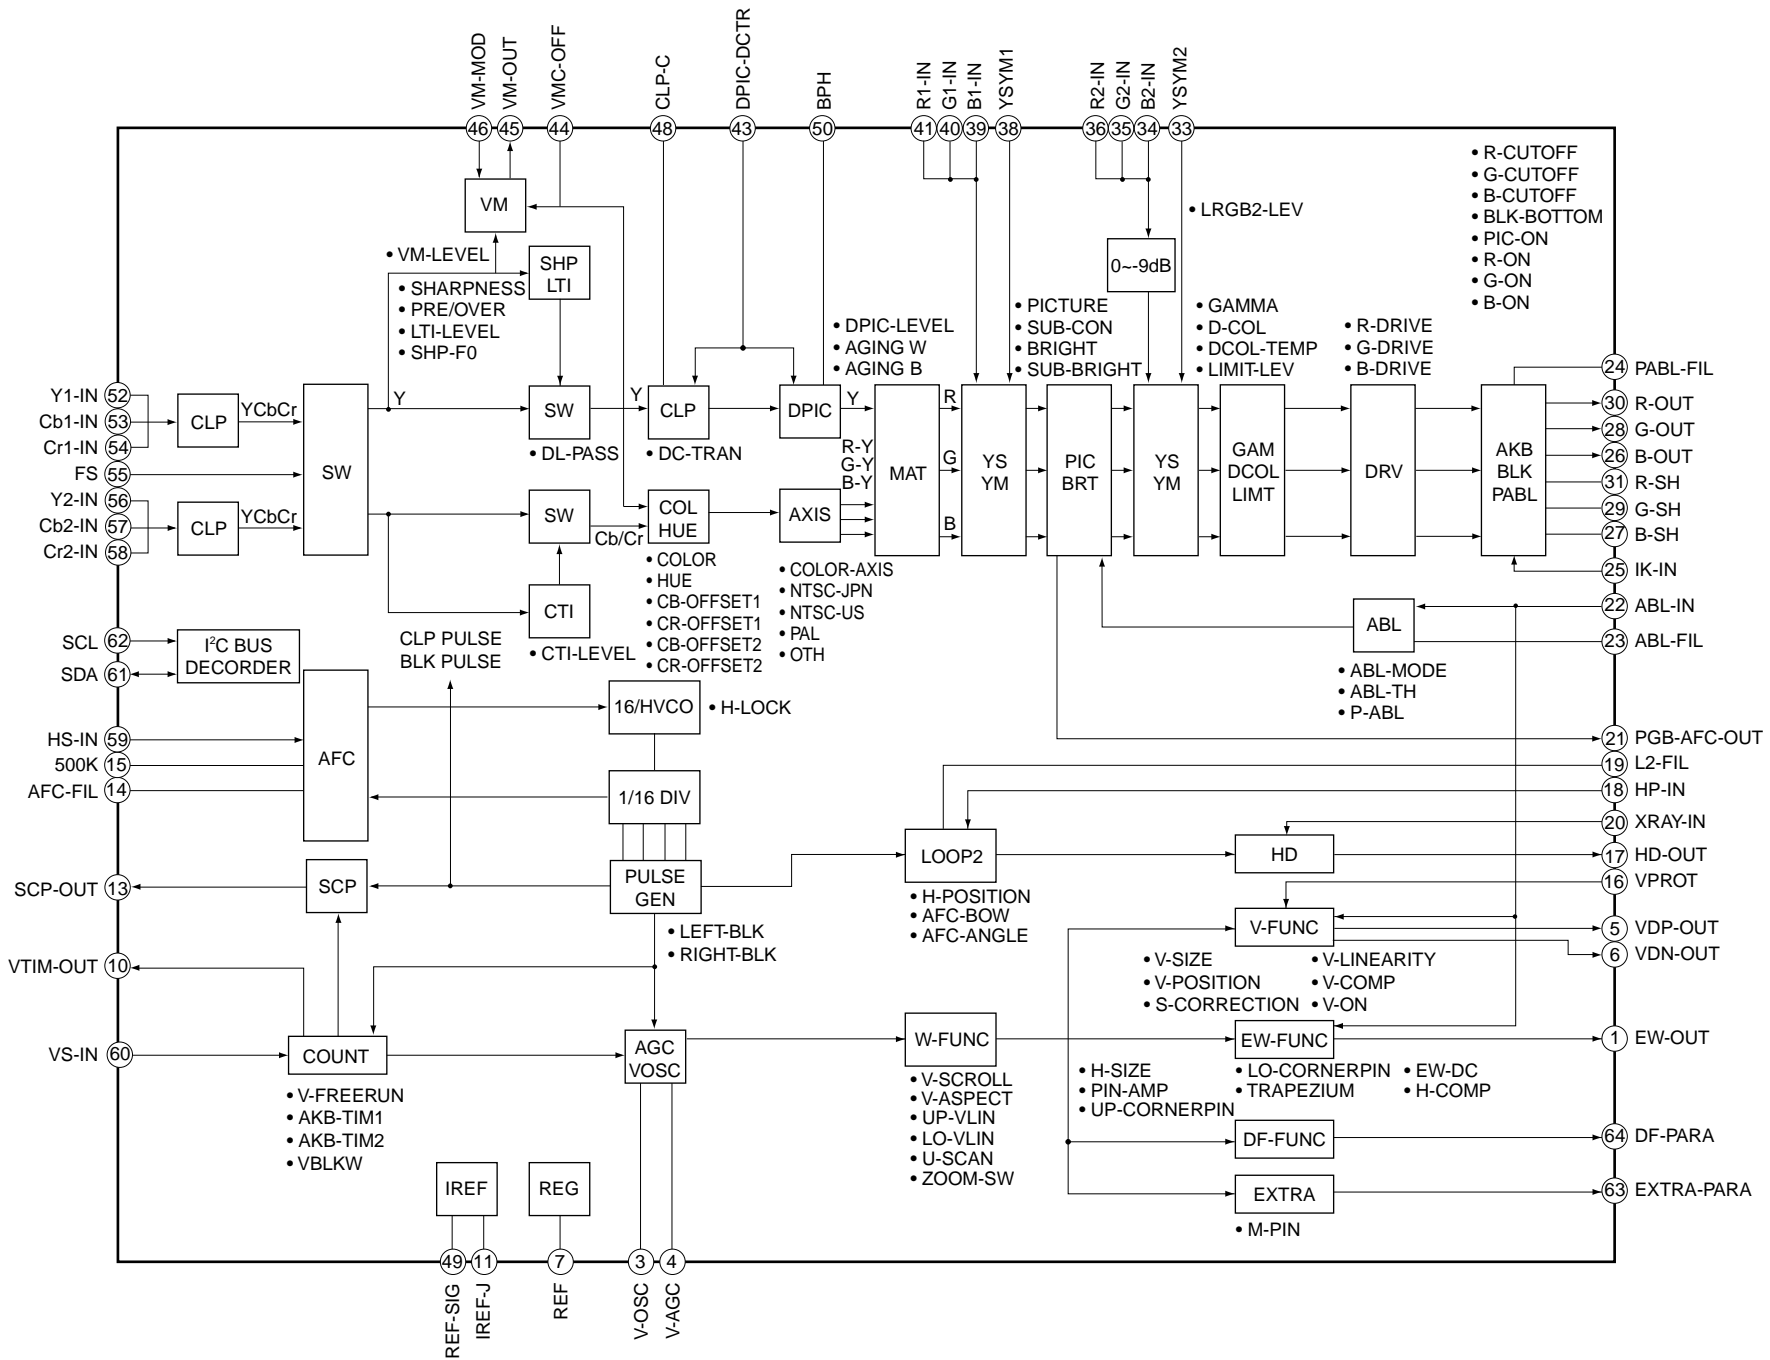 VM-MOD
VM-OUT
VMC-OFF
CLP-C
DPIC-DCTR
BPH
R1-IN
G1-IN
B1-IN
YSYM1
R2-IN
G2-IN
B2-IN
YSYM2
46
45
44
48
43
50
41
40
39
38
36
35
34
33
• R-CUTOFF
• G-CUTOFF
• B-CUTOFF
• BLK-BOTTOM
• PIC-ON
• R-ON
• G-ON
• B-ON
VM
• LRGB2-LEV
• VM-LEVEL
SHP
LTI
0~-9dB
• SHARPNESS
• PRE/OVER
• LTI-LEVEL
• SHP-F0
• DPIC-LEVEL
• AGING W
• AGING B
• PICTURE
• SUB-CON
• BRIGHT
• SUB-BRIGHT
• GAMMA
• D-COL
• DCOL-TEMP
• LIMIT-LEV
• R-DRIVE
• G-DRIVE
• B-DRIVE
24 PABL-FIL
Y1-IN 52
Cb1-IN 53
Cr1-IN 54
FS 55
Y2-IN 56
Cb2-IN 57
Cr2-IN 58
CLP
YCbCr
CLP
YCbCr
SW
Y
SW
• DL-PASS
Y
CLP
• DC-TRAN
DPIC
Y
R-Y
G-Y
B-Y
MAT
R
G
B
YS
YM
PIC
BRT
YS
YM
GAM
DCOL
LIMT
DRV
AKB
BLK
PABL
30 R-OUT
28 G-OUT
26 B-OUT
31 R-SH
29 G-SH
27 B-SH
25 IK-IN
22 ABL-IN
23 ABL-FIL
SW
Cb/Cr
COL
HUE
AXIS
• COLOR
• HUE
• CB-OFFSET1
• CR-OFFSET1
• CB-OFFSET2
• CR-OFFSET2
• COLOR-AXIS
• NTSC-JPN
• NTSC-US
• PAL
• OTH
CTI
• CTI-LEVEL
ABL
• ABL-MODE
• ABL-TH
• P-ABL
SCL 62
SDA 61
I²C BUS
DECORDER
CLP PULSE
BLK PULSE
16/HVCO
• H-LOCK
HS-IN 59
500K 15
AFC-FIL 14
AFC
1/16 DIV
21 PGB-AFC-OUT
19 L2-FIL
18 HP-IN
20 XRAY-IN
17 HD-OUT
16 VPROT
5 VDP-OUT
6 VDN-OUT
SCP-OUT 13
SCP
PULSE
GEN
• LEFT-BLK
• RIGHT-BLK
LOOP2
• H-POSITION
• AFC-BOW
• AFC-ANGLE
HD
V-FUNC
• V-SIZE
• V-POSITION
• S-CORRECTION
• V-LINEARITY
• V-COMP
• V-ON
VTIM-OUT 10
VS-IN 60
COUNT
• V-FREERUN
• AKB-TIM1
• AKB-TIM2
• VBLKW
AGC
VOSC
W-FUNC
• V-SCROLL
• V-ASPECT
• UP-VLIN
• LO-VLIN
• U-SCAN
• ZOOM-SW
EW-FUNC
1 EW-OUT
• H-SIZE
• PIN-AMP
• UP-CORNERPIN
• LO-CORNERPIN
• TRAPEZIUM
• EW-DC
• H-COMP
DF-FUNC
64 DF-PARA
EXTRA
63 EXTRA-PARA
• M-PIN
IREF
REG
49
11
7
3
4
REF-SIG
IREF-J
REF
V-OSC
V-AGC